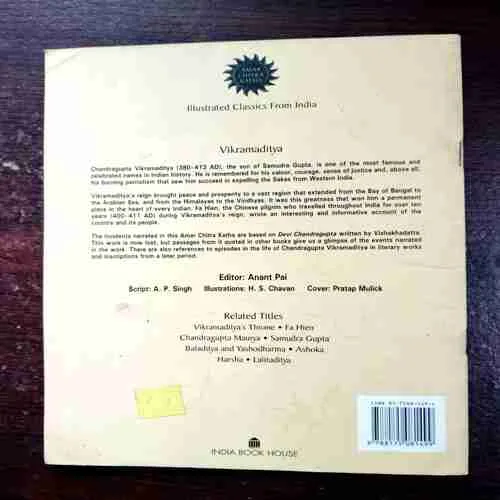 AMAR
CHITRA
KATHA
Illustrated Classics From India
Vikramaditya
Chandragupta Vikramaditya (380-413 AD), the son of Samudra Gupta, is one of the most famous and
celebrated names in Indian history. He is remembered for his valour, courage, sense of justice and, above all,
his burning patriotism that saw him succeed in expelling the Sakas from Western India.
Vikramaditya's reign brought peace and prosperity to a vast region that extended from the Bay of Bengal to
the Arabian Sea, and from the Himalayas to the Vindhyas. It was this greatness that won him a permanent
place in the heart of every Indian. Fa Hien, the Chinese pilgrim who travelled throughout India for over ten
years (400-411 AD) during Vikramaditya's reign, wrote an interesting and informative account of the
country and its people.
The incidents narrated in this Amar Chitra Katha are based on Devi Chandragupta written by Vishakhadatta.
This work is now lost, but passages from it quoted in other books give us a glimpse of the events narrated
in the work. There are also references to episodes in the life of Chandragupta Vikramaditya in literary works
and inscriptions from a later period.
Editor: Anant Pai
Script: A. P. Singh Illustrations: H. S. Chavan Cover: Pratap Mulick
Related Titles
Vikramaditya's Throne • Fa Hien
Chandragupta Maurya • Samudra Gupta
Baladitya and Yashodharma • Ashoka
Harsha • Lalitaditya
INDIA BOOK HOUSE